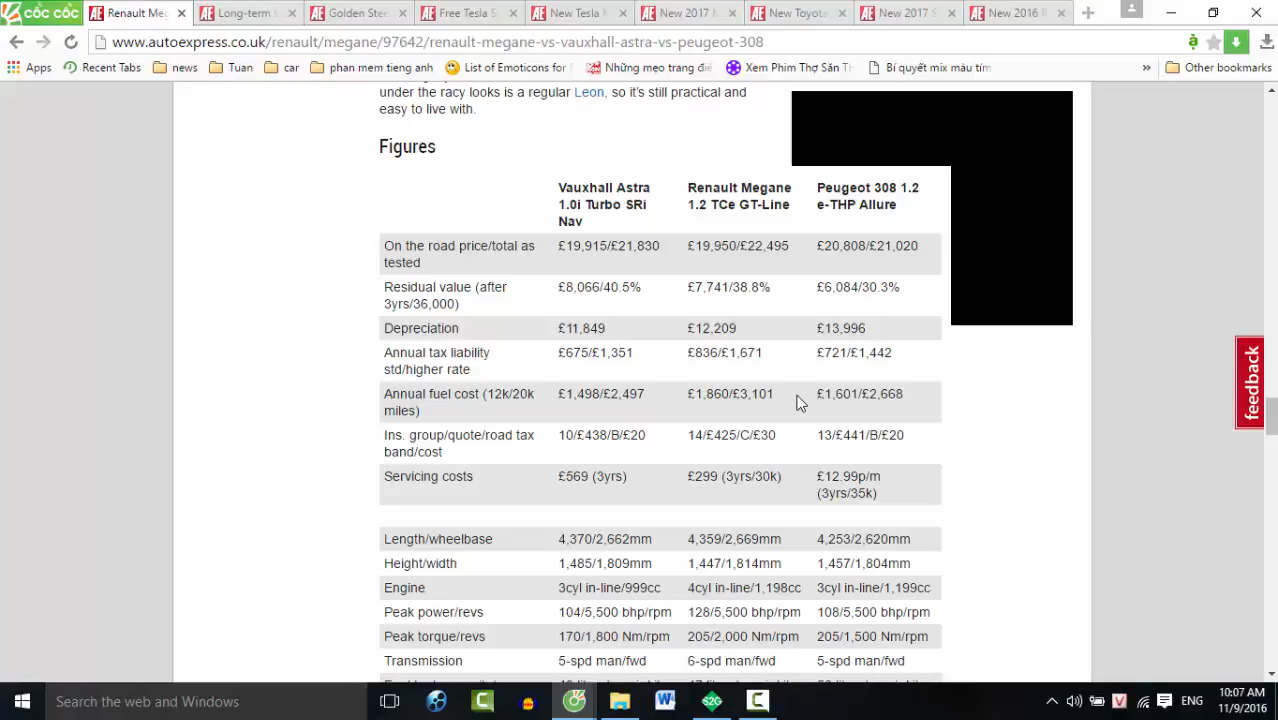 cốc cốc
Renault Meg
Long-term t
Golden Stee
Free Tesla S
New Tesla M
New 2017
New Toyota
New 2017 S
New 2016 R
www.autoexpress.co.uk/renault/megane/97642/renault-megane-vs-vauxhall-astra-vs-peugeot-308
Apps Recent Tabs news Tuan car phan mem tieng anh List of Emoticons for Những mẹo trang điể Xem Phim Thợ Săn Th Bí quyết mix màu tím » Other bookmarks
under the racy looks is a regular Leon, so it's still practical and
easy to live with.
Figures
Vauxhall Astra 1.0i Turbo SRi Nav
Renault Megane 1.2 TCe GT-Line
Peugeot 308 1.2 e-THP Allure
On the road price/total as tested £19,915/£21,830 £19,950/£22,495 £20,808/£21,020
Residual value (after 3yrs/36,000) £8,066/40.5% £7,741/38.8% £6,084/30.3%
Depreciation £11,849 £12,209 £13,996
Annual tax liability std/higher rate £675/£1,351 £836/£1,671 £721/£1,442
Annual fuel cost (12k/20k miles) £1,498/£2,497 £1,860/£3,101 £1,601/£2,668
Ins. group/quote/road tax band/cost 10/£438/B/£20 14/£425/C/£30 13/£441/B/£20
Servicing costs £569 (3yrs) £299 (3yrs/30k) £12.99p/m (3yrs/35k)
Length/wheelbase 4,370/2,662mm 4,359/2,669mm 4,253/2,620mm
Height/width 1,485/1,809mm 1,447/1,814mm 1,457/1,804mm
Engine 3cyl in-line/999cc 4cyl in-line/1,198cc 3cyl in-line/1,199cc
Peak power/revs 104/5,500 bhp/rpm 128/5,500 bhp/rpm 108/5,500 bhp/rpm
Peak torque/revs 170/1,800 Nm/rpm 205/2,000 Nm/rpm 205/1,500 Nm/rpm
Transmission 5-spd man/fwd 6-spd man/fwd 5-spd man/fwd
feedback
Search the web and Windows
ENG
10:07 AM
11/9/2016